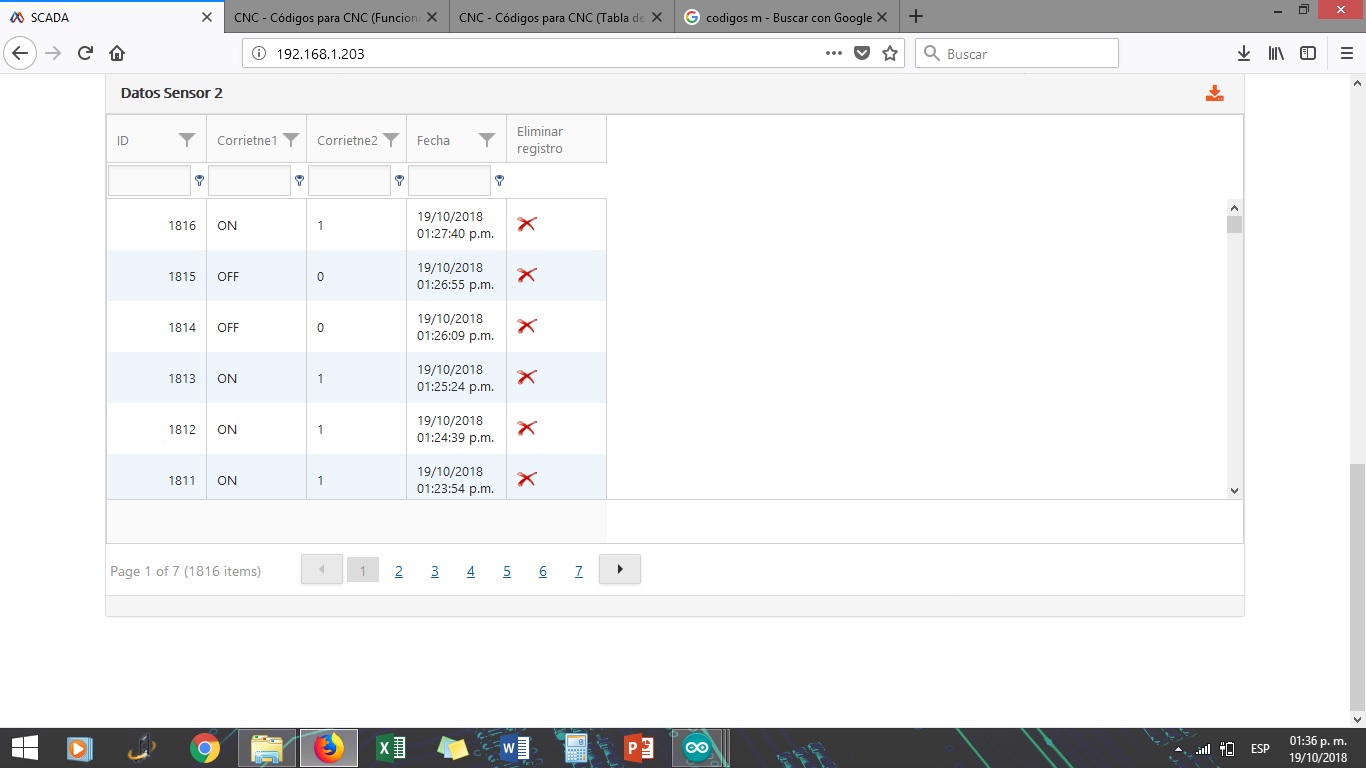 SCADA
CNC - Códigos para CNC (Funcion
CNC - Códigos para CNC (Tabla de
codigos m - Buscar con Google
192.168.1.203
Buscar
Datos Sensor 2
ID
Corrietne1
Corrietne2
Fecha
Eliminar
registro
1816 ON 1 19/10/2018
01:27:40 p.m.
1815 OFF 0 19/10/2018
01:26:55 p.m.
1814 OFF 0 19/10/2018
01:26:09 p.m.
1813 ON 1 19/10/2018
01:25:24 p.m.
1812 ON 1 19/10/2018
01:24:39 p.m.
1811 ON 1 19/10/2018
01:23:54 p.m.
Page 1 of 7 (1816 items) 1 2 3 4 5 6 7
ESP
01:36 p. m.
19/10/2018